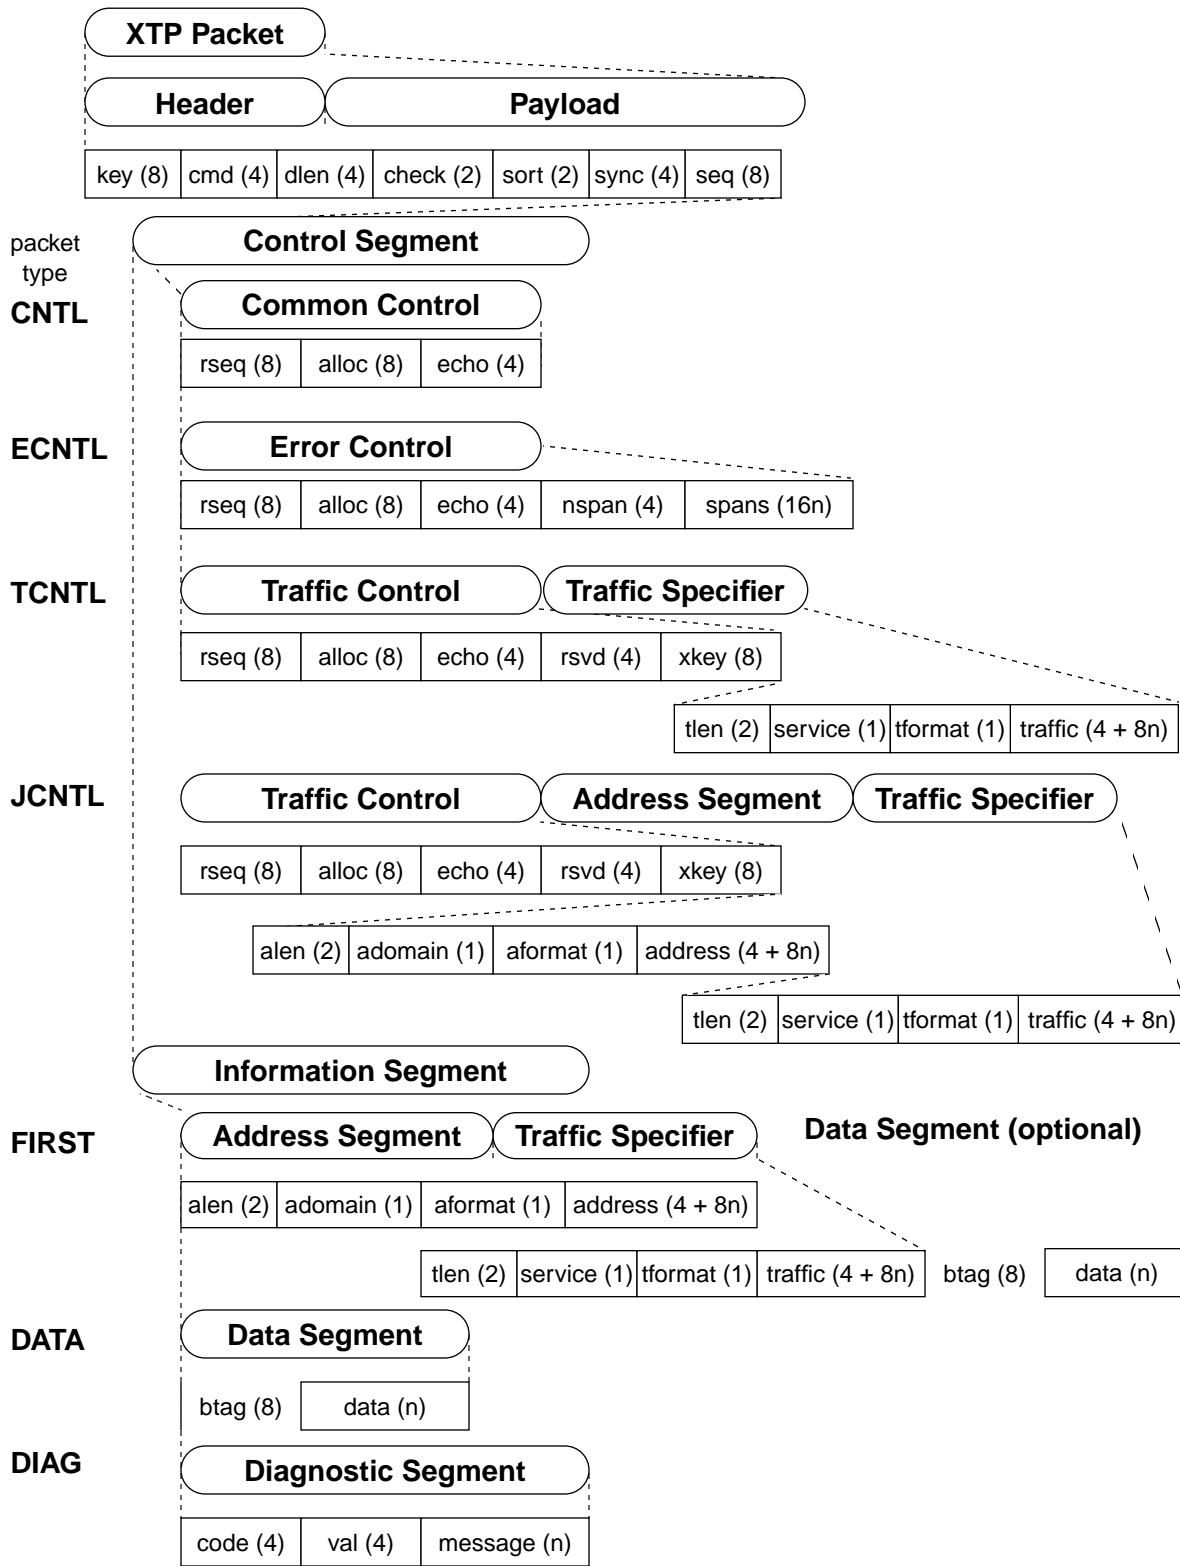 XTP Packet
Header Payload
key (8) cmd (4) dlen (4) check (2) sort (2) sync (4) seq (8)
packet type
Control Segment
CNTL
Common Control
rseq (8) alloc (8) echo (4)
ECNTL
Error Control
rseq (8) alloc (8) echo (4) nspan (4) spans (16n)
TCNTL
Traffic Control Traffic Specifier
rseq (8) alloc (8) echo (4) rsvd (4) xkey (8)
tlen (2) service (1) tformat (1) traffic (4 + 8n)
JCNTL
Traffic Control Address Segment Traffic Specifier
rseq (8) alloc (8) echo (4) rsvd (4) xkey (8)
alen (2) adomain (1) aformat (1) address (4 + 8n)
tlen (2) service (1) tformat (1) traffic (4 + 8n)
Information Segment
FIRST
Address Segment Traffic Specifier Data Segment (optional)
alen (2) adomain (1) aformat (1) address (4 + 8n)
tlen (2) service (1) tformat (1) traffic (4 + 8n) btag (8) data (n)
DATA
Data Segment
btag (8) data (n)
DIAG
Diagnostic Segment
code (4) val (4) message (n)